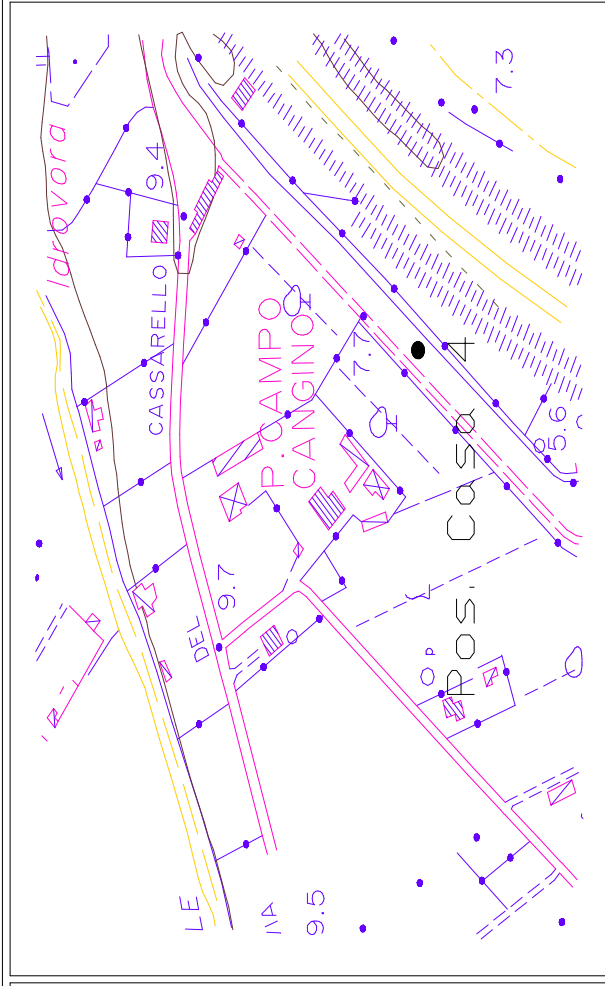 Idrovora
9.4
7.3
CASSARELLO
P. CAMPO
CANGINO
7.7
Pos. Casa 4
5.6
9.7
DEL
LE
9.5